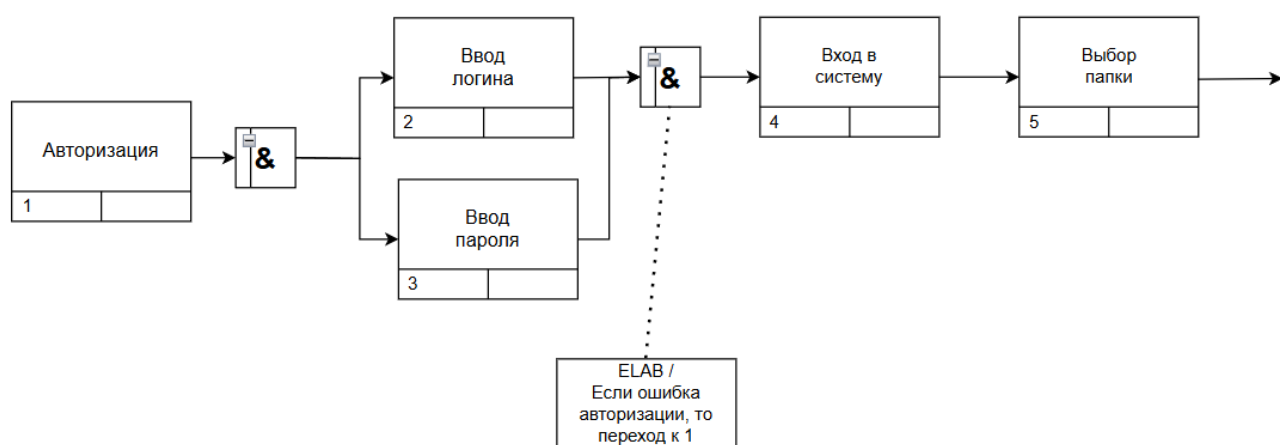 Авторизация
1
&
Ввод
логина
2
Ввод
пароля
3
&
Вход в
систему
4
Выбор
папки
5
ELAB /
Если ошибка
авторизации, то
переход к 1